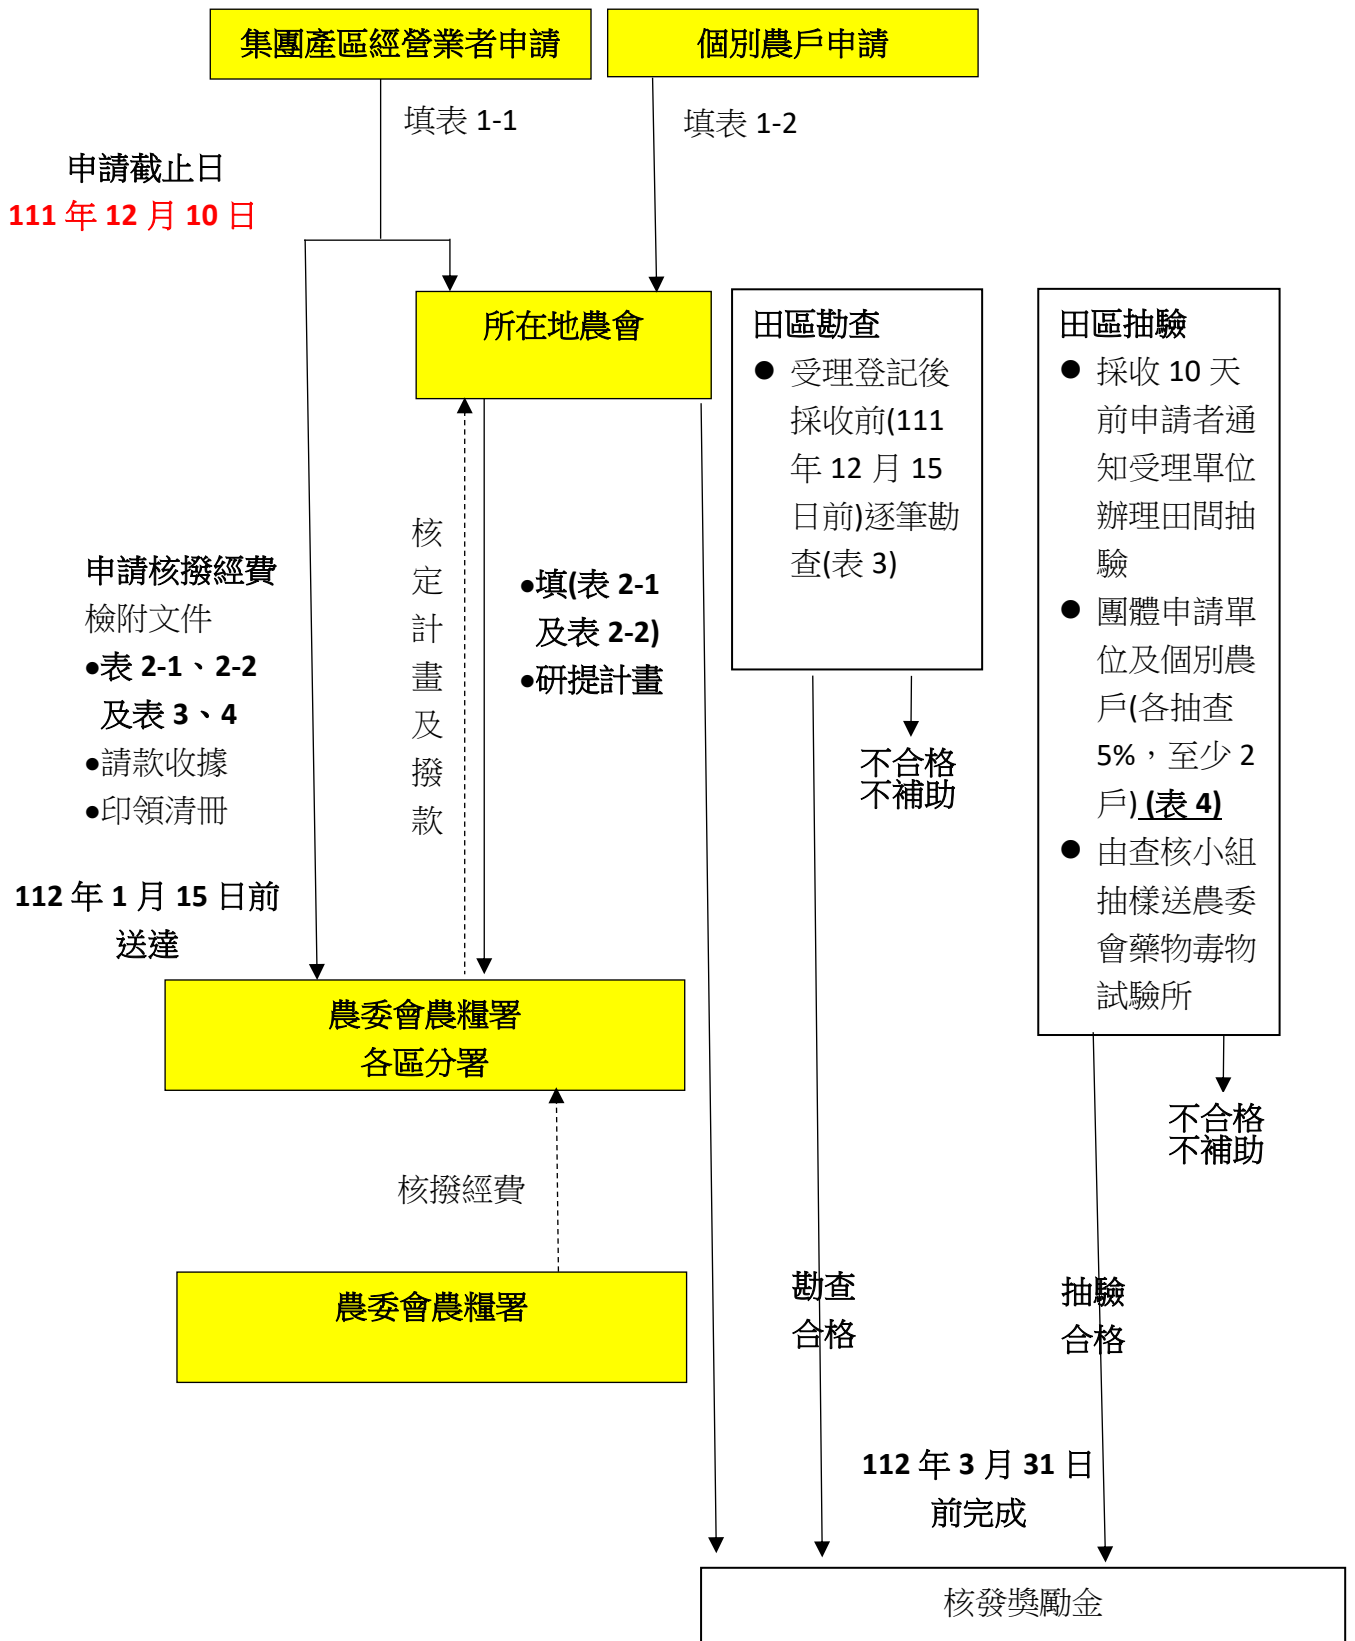 集團產區經營業者申請
個別農戶申請
填表 1-1
填表 1-2
申請截止日
111 年 12 月 10 日
所在地農會
田區勘查
● 受理登記後
採收前(111
年 12 月 15
日前)逐筆勘
查(表 3)
田區抽驗
● 採收 10 天
前申請者通
知受理單位
辦理田間抽
驗
● 團體申請單
位及個別農
戶(各抽查
5%，至少 2
戶) (表 4)
● 由查核小組
抽樣送農委
會藥物毒物
試驗所
申請核撥經費
檢附文件
●表 2-1、2-2
及表 3、4
●請款收據
●印領清冊
112 年 1 月 15 日前
送達
核
定
計
畫
及
撥
款
●填(表 2-1
及表 2-2)
●研提計畫
不合格
不補助
農委會農糧署
各區分署
不合格
不補助
核撥經費
農委會農糧署
勘查
合格
抽驗
合格
112 年 3 月 31 日
前完成
核發獎勵金